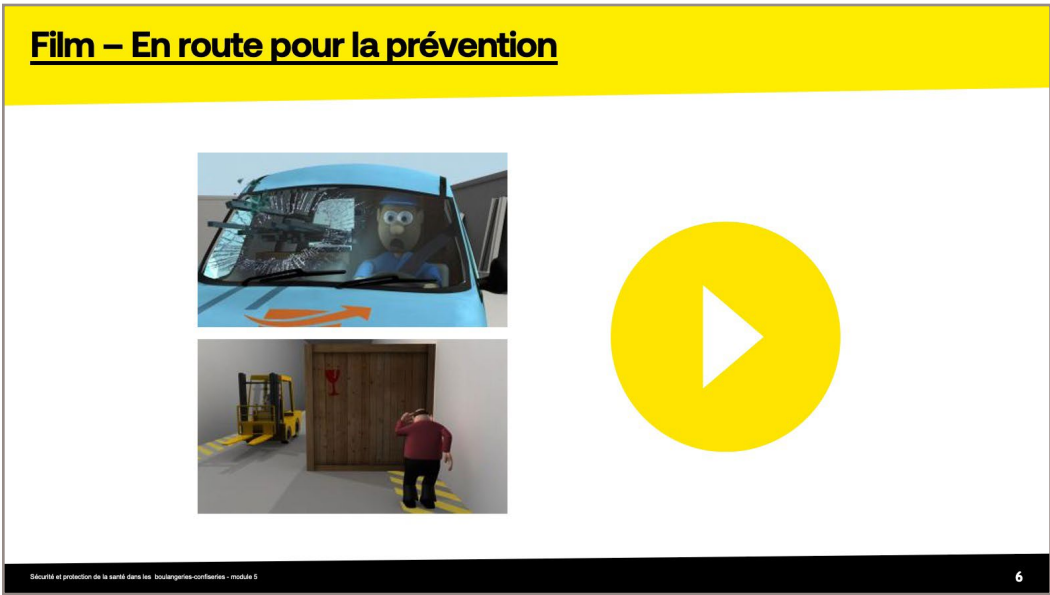 Film – En route pour la prévention
Sécurité et protection de la santé dans les boulangeries-confiseries - module 5
6